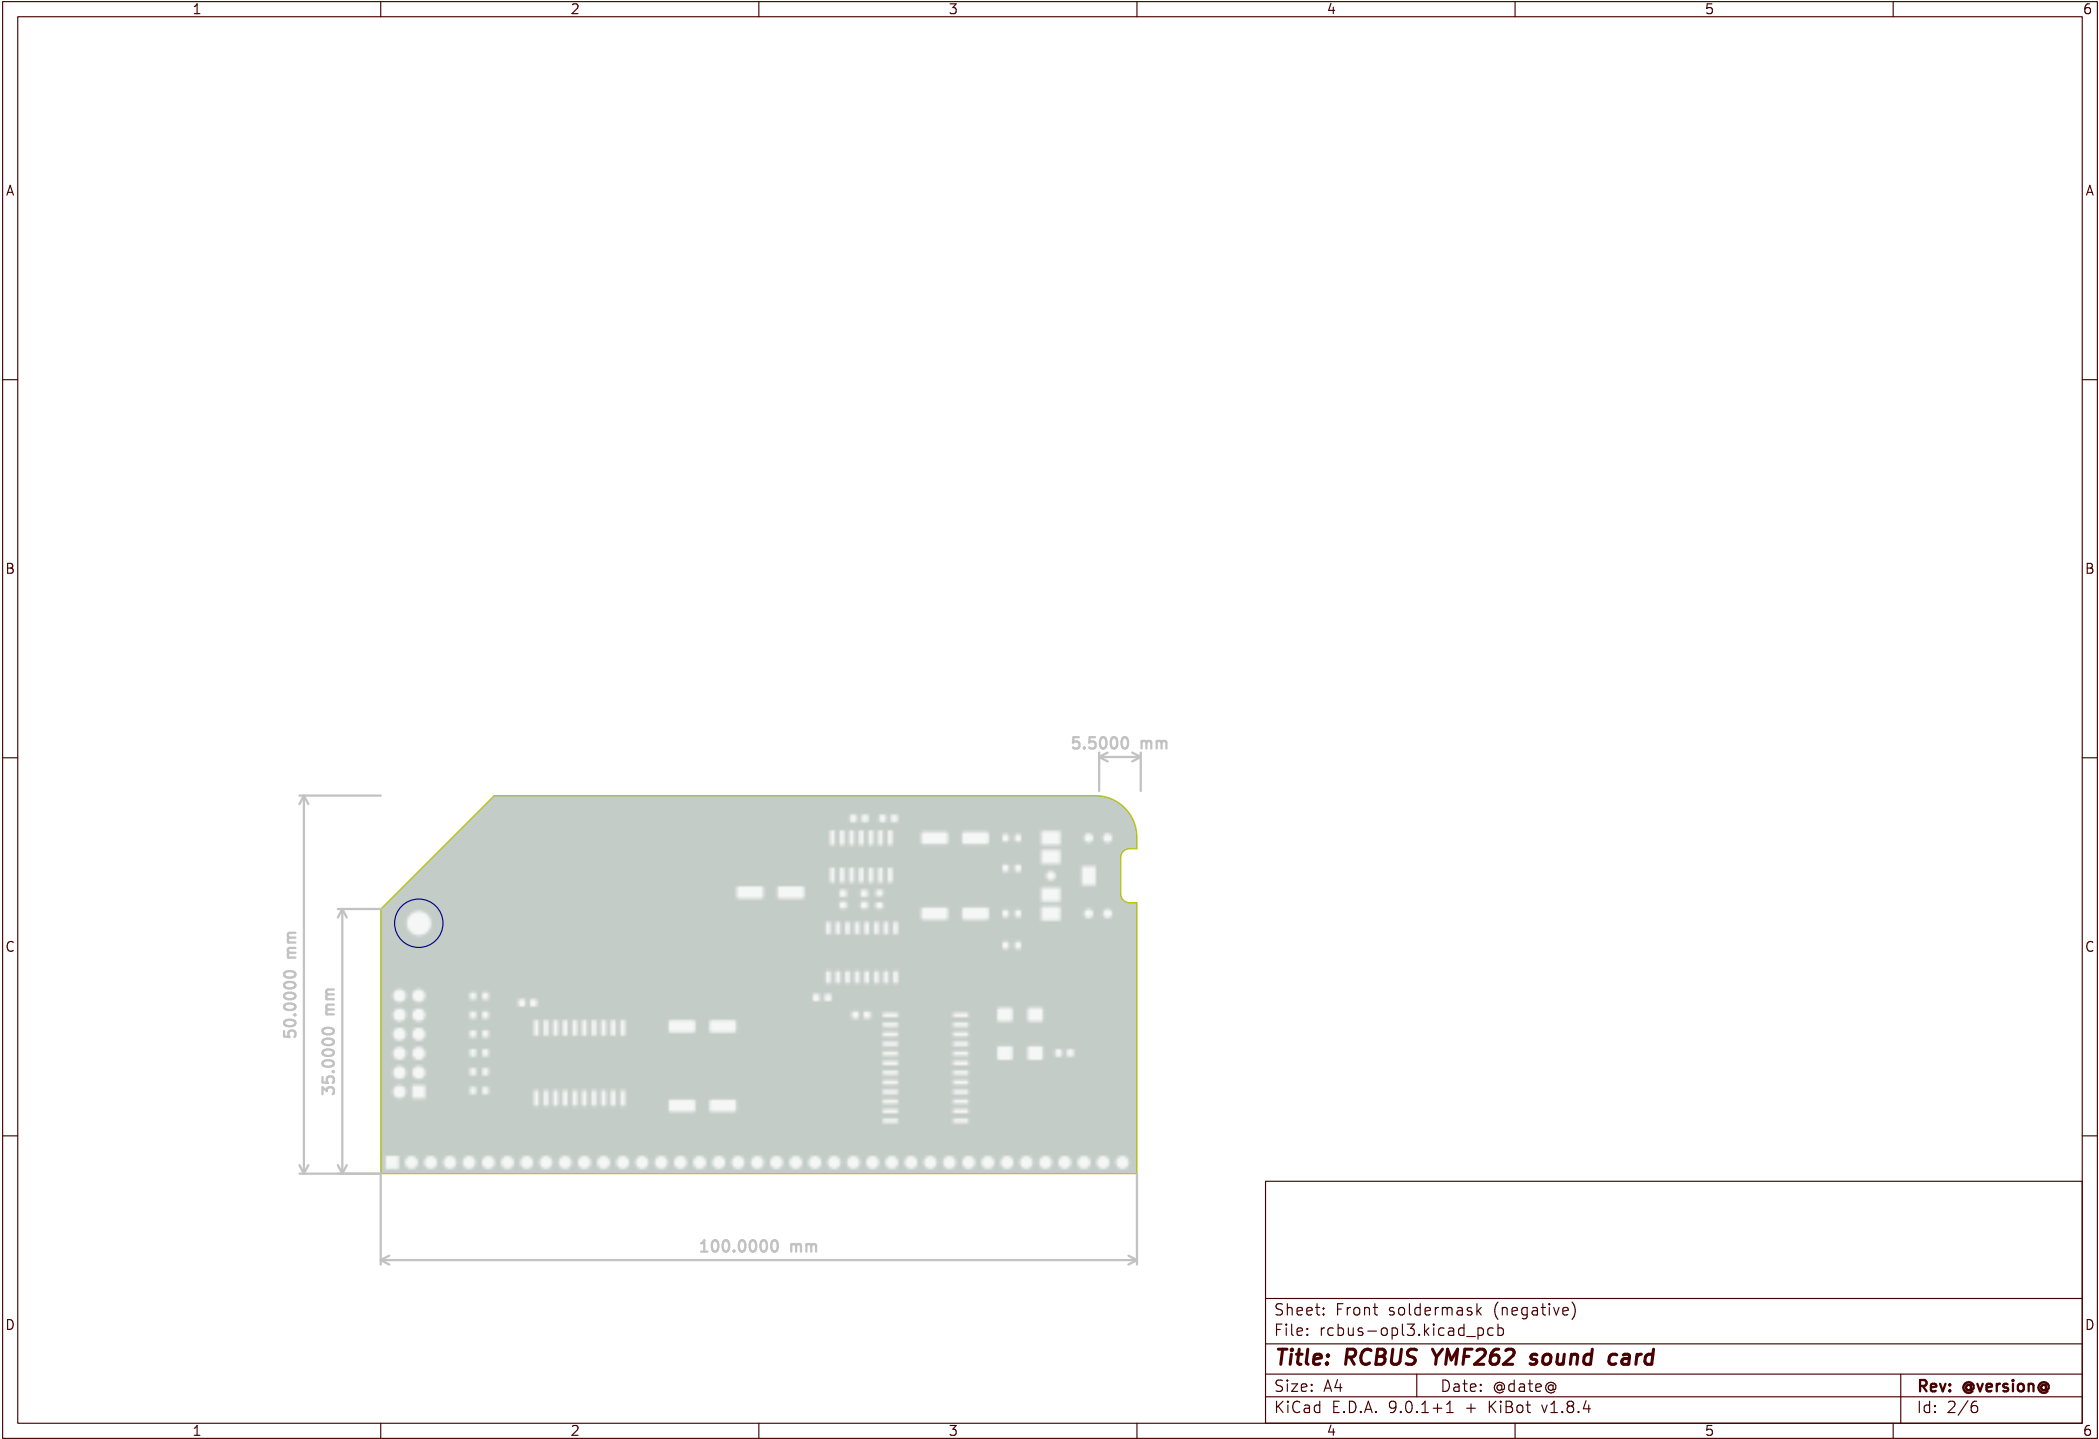 1 2 3 4 5 6
A A
B B
5.5000 mm
50.0000 mm
35.0000 mm
C C
100.0000 mm
Sheet: Front soldermask (negative)
D D
File: rcbus-opl3.kicad_pcb
Title: RCBUS YMF262 sound card
Size: A4 Date: @date@ Rev: @version@
KiCad E.D.A. 9.0.1+1 + KiBot v1.8.4 Id: 2/6
1 2 3 4 5 6